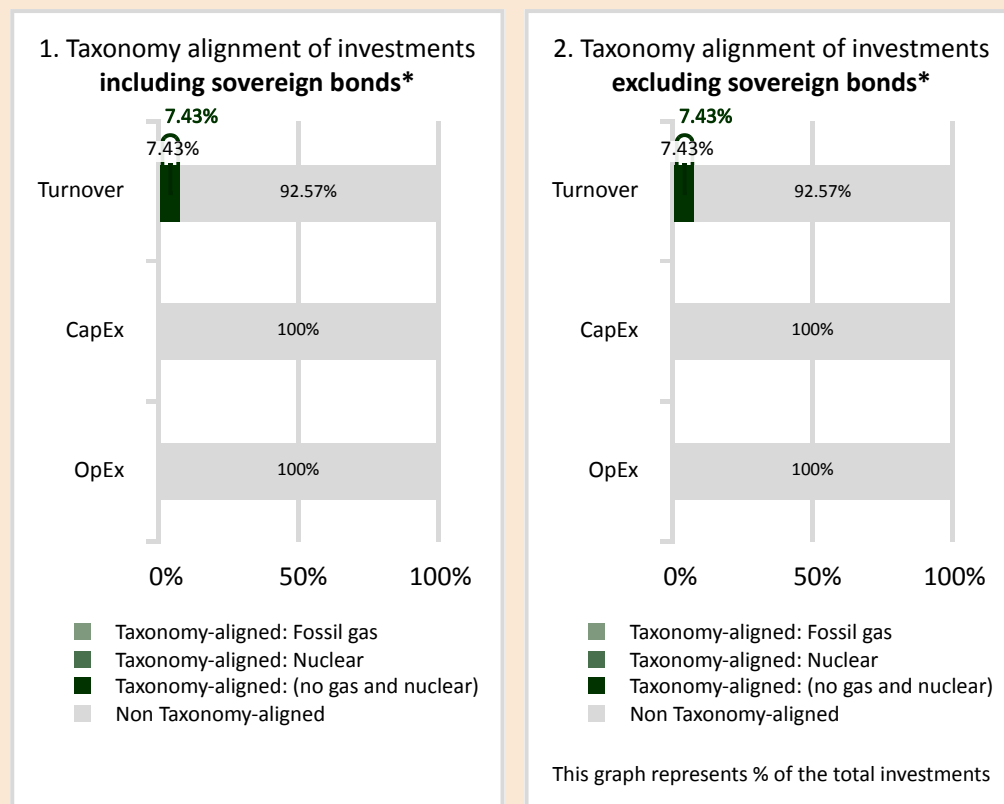 1. Taxonomy alignment of investments
including sovereign bonds*
7.43%
7.43%
Turnover
92.57%
CapEx
100%
OpEx
100%
0% 50% 100%
Taxonomy-aligned: Fossil gas
Taxonomy-aligned: Nuclear
Taxonomy-aligned: (no gas and nuclear)
Non Taxonomy-aligned
2. Taxonomy alignment of investments
excluding sovereign bonds*
7.43%
7.43%
Turnover
92.57%
CapEx
100%
OpEx
100%
0% 50% 100%
Taxonomy-aligned: Fossil gas
Taxonomy-aligned: Nuclear
Taxonomy-aligned: (no gas and nuclear)
Non Taxonomy-aligned
This graph represents % of the total investments